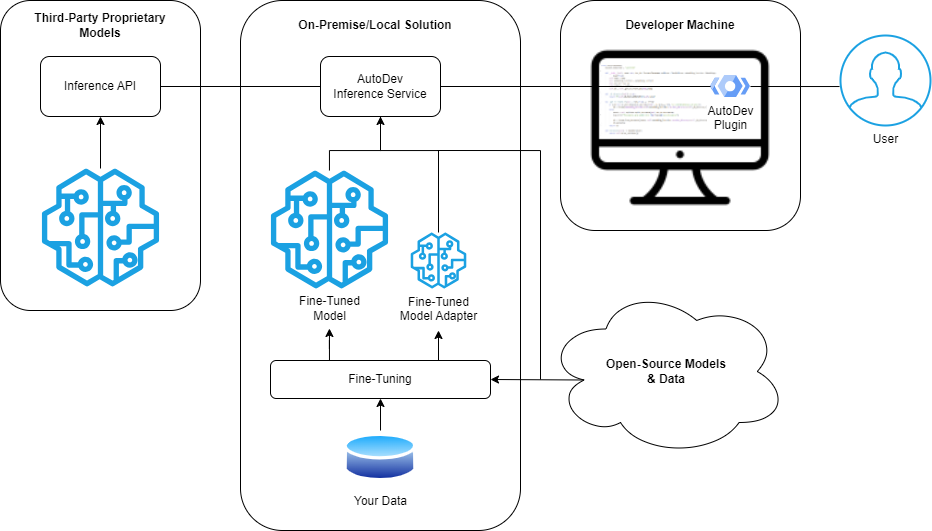 Third-Party Proprietary
Models
Inference API
On-Premise/Local Solution
AutoDev
Inference Service
Fine-Tuned
Model
Fine-Tuned
Model Adapter
Fine-Tuning
Your Data
Developer Machine
AutoDev
Plugin
User
Open-Source Models
& Data